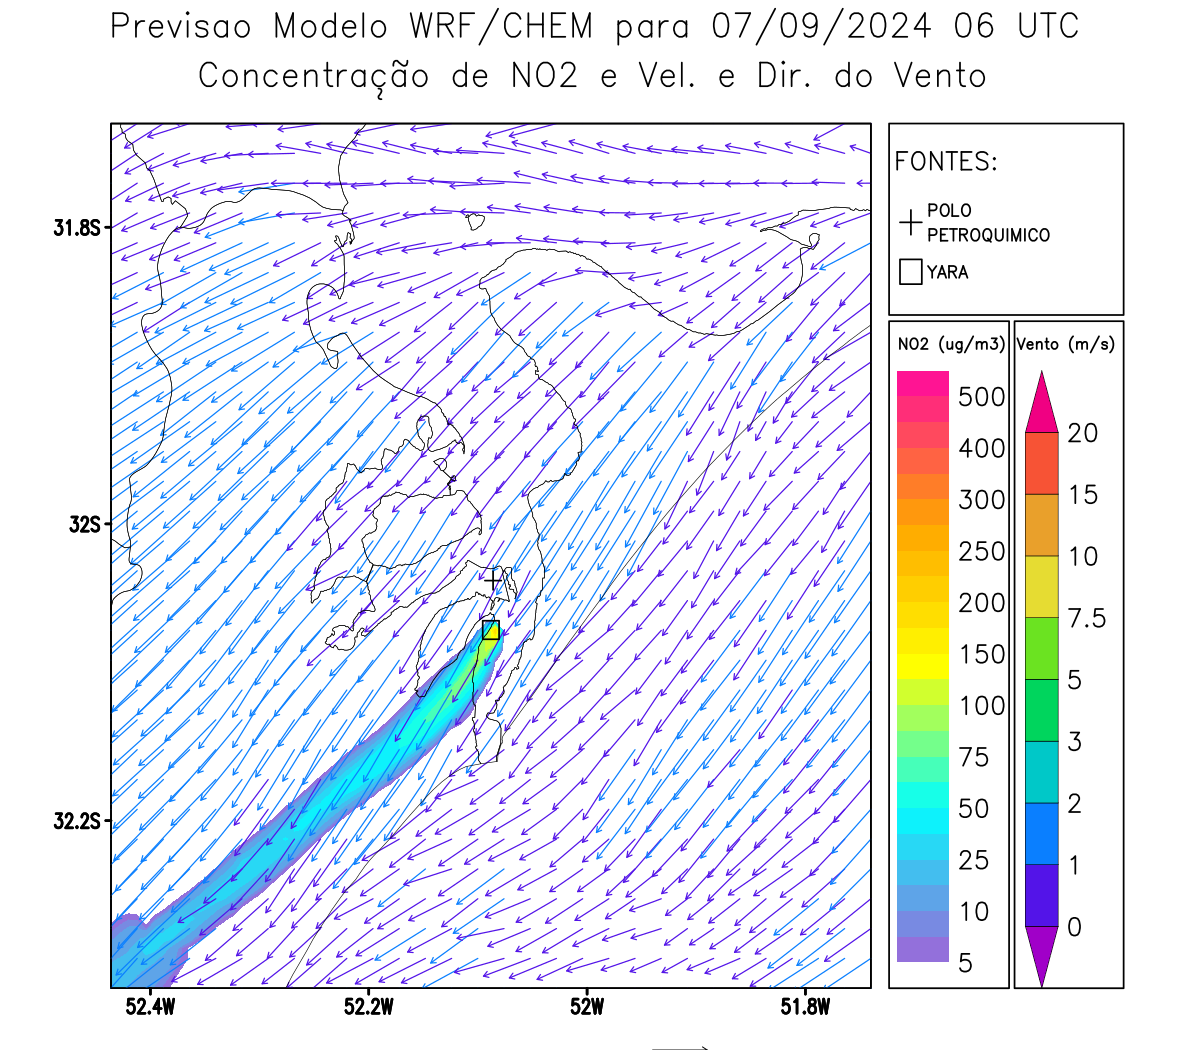 Previsao Modelo WRF/CHEM para 07/09/2024 06 UTC
Concentração de NO2 e Vel. e Dir. do Vento
FONTES:
POLO
PETROQUIMICO
YARA
NO2 (ug/m3)
500
400
300
250
200
150
100
75
50
25
10
5
Vento (m/s)
20
15
10
7.5
5
3
2
1
0
31.8S
32S
32.2S
52.4W
52.2W
52W
51.8W